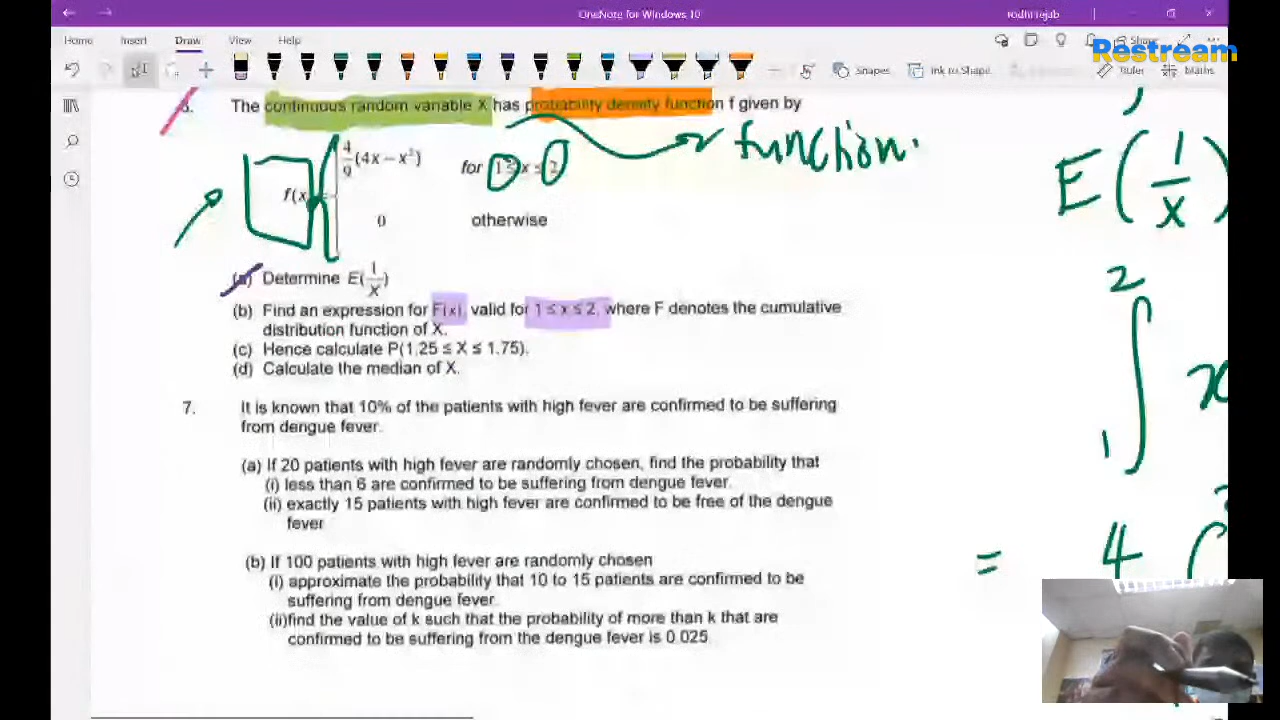 OneNote for Windows 10
rodhi rejab
Home Insert Draw View Help
Share
Restream
Shapes Ink to Shape Ruler Maths
The continuous random variable X has probability density function f given by
function.
4/9 (4x − x²) for 1 ≤ x ≤ 2
f(x)
0 otherwise
E(1/x)
(a) Determine E(1/X)
(b) Find an expression for F(x), valid for 1 ≤ x ≤ 2, where F denotes the cumulative
distribution function of X.
(c) Hence calculate P(1.25 ≤ X ≤ 1.75).
(d) Calculate the median of X.
2
∫ x
1
7. It is known that 10% of the patients with high fever are confirmed to be suffering
from dengue fever.
(a) If 20 patients with high fever are randomly chosen, find the probability that
(i) less than 6 are confirmed to be suffering from dengue fever.
(ii) exactly 15 patients with high fever are confirmed to be free of the dengue
fever
= 4 ∫
(b) If 100 patients with high fever are randomly chosen
(i) approximate the probability that 10 to 15 patients are confirmed to be
suffering from dengue fever.
(ii)find the value of k such that the probability of more than k that are
confirmed to be suffering from the dengue fever is 0.025